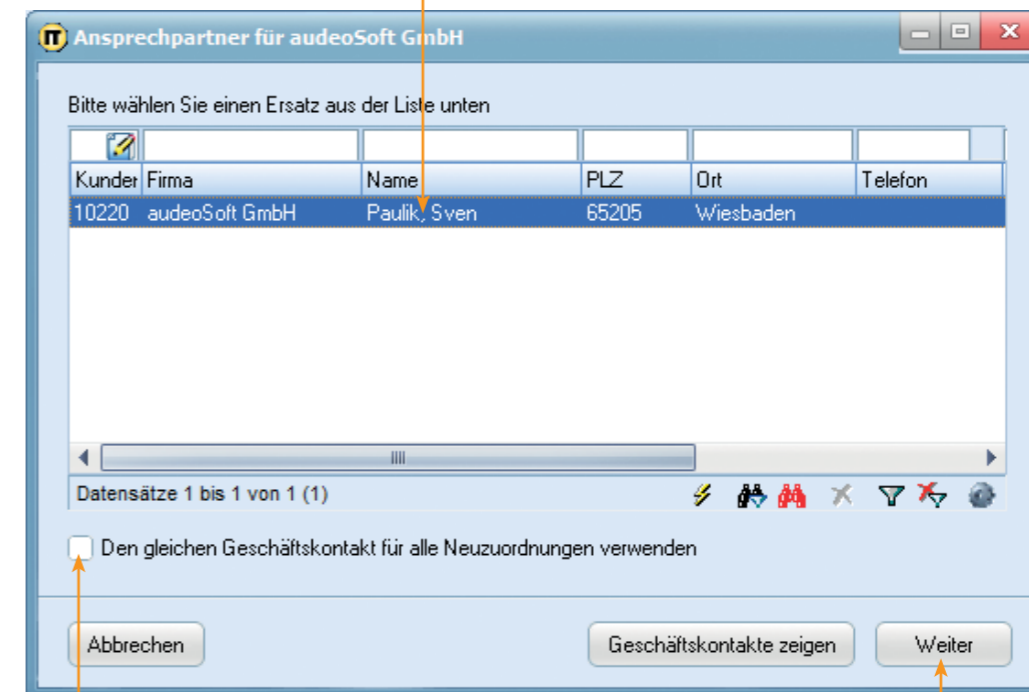 IT Ansprechpartner für audeoSoft GmbH
Bitte wählen Sie einen Ersatz aus der Liste unten
Kunder Firma Name PLZ Ort Telefon
10220 audeoSoft GmbH Paulik, Sven 65205 Wiesbaden
Datensätze 1 bis 1 von 1 (1)
Den gleichen Geschäftskontakt für alle Neuzuordnungen verwenden
Abbrechen Geschäftskontakte zeigen Weiter